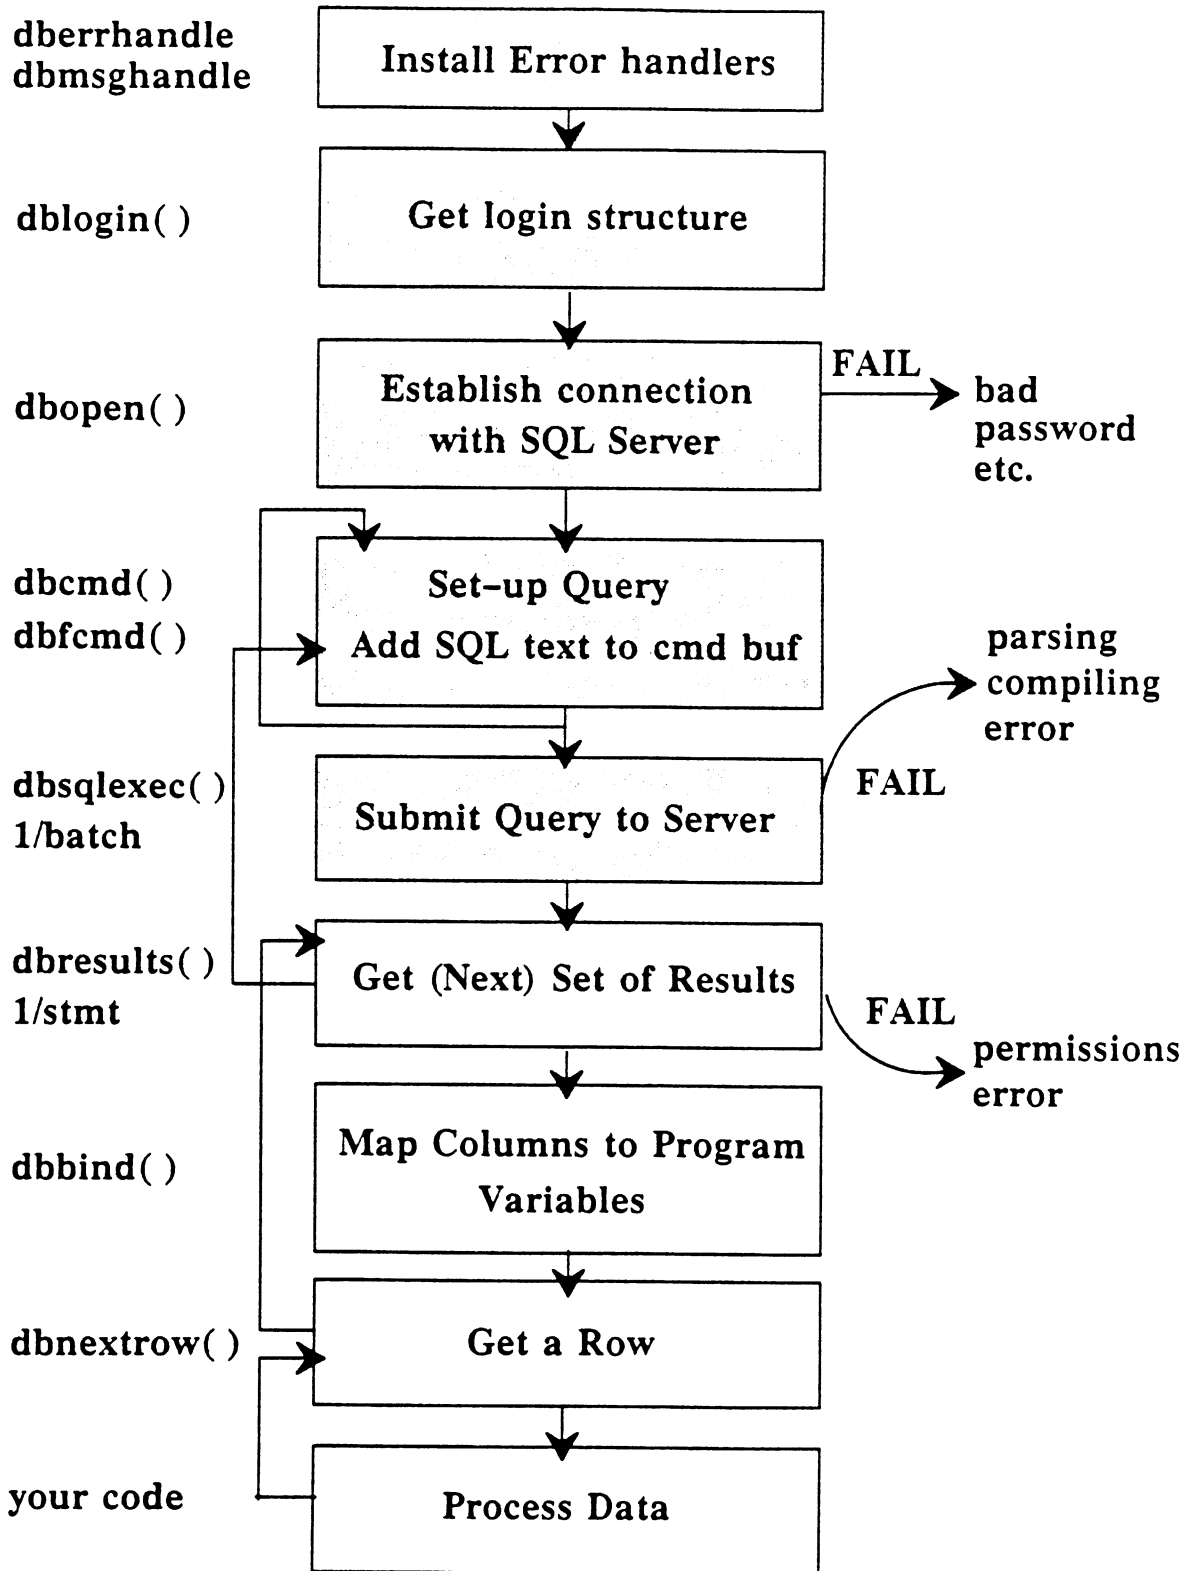 dberrhandle
dbmsghandle
Install Error handlers
dblogin( )
Get login structure
dbopen( )
Establish connection
with SQL Server
FAIL
bad
password
etc.
dbcmd( )
dbfcmd( )
Set-up Query
Add SQL text to cmd buf
parsing
compiling
error
FAIL
dbsqlexec( )
1/batch
Submit Query to Server
dbresults( )
1/stmt
Get (Next) Set of Results
FAIL
permissions
error
dbbind( )
Map Columns to Program
Variables
dbnextrow( )
Get a Row
your code
Process Data